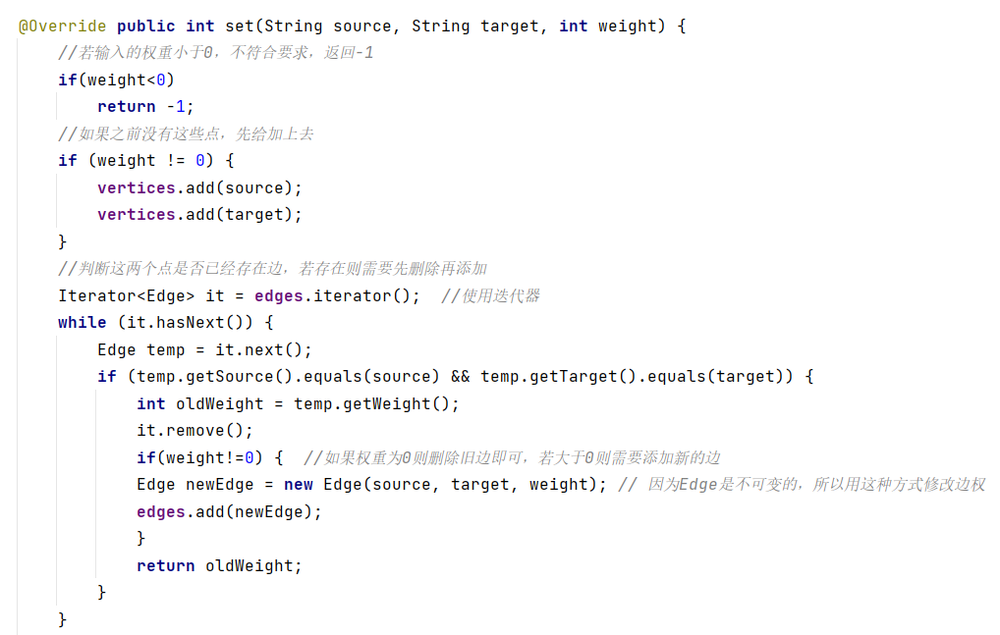 @Override public int set(String source, String target, int weight) {
//若输入的权重小于0，不符合要求，返回-1
if(weight<0)
return -1;
//如果之前没有这些点，先给加上去
if (weight != 0) {
vertices.add(source);
vertices.add(target);
}
//判断这两个点是否已经存在边，若存在则需要先删除再添加
Iterator<Edge> it = edges.iterator();  //使用迭代器
while (it.hasNext()) {
Edge temp = it.next();
if (temp.getSource().equals(source) && temp.getTarget().equals(target)) {
int oldWeight = temp.getWeight();
it.remove();
if(weight!=0) {  //如果权重为0则删除旧边即可，若大于0则需要添加新的边
Edge newEdge = new Edge(source, target, weight); // 因为Edge是不可变的，所以用这种方式修改边权
edges.add(newEdge);
}
return oldWeight;
}
}